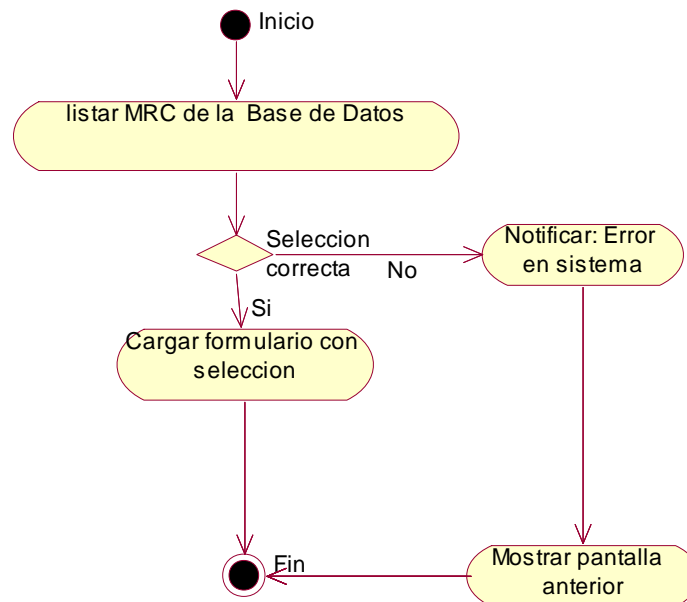 Inicio
listar MRC de la Base de Datos
Seleccion
correcta
No
Notificar: Error
en sistema
Si
Cargar formulario con
seleccion
Fin
Mostrar pantalla
anterior